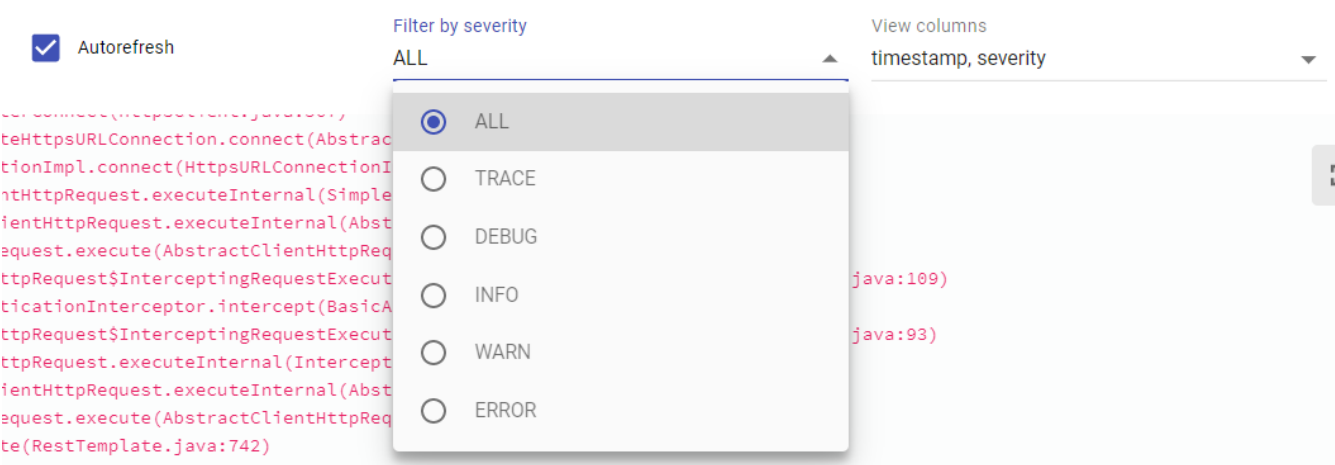 Autorefresh
Filter by severity
ALL
View columns
timestamp, severity
ALL
TRACE
DEBUG
INFO
WARN
ERROR
teHttpsURLConnection.connect(Abstrac
tionImpl.connect(HttpsURLConnectionI
ntHttpRequest.executeInternal(Simple
ientHttpRequest.executeInternal(Abst
equest.execute(AbstractClientHttpReq
ttpRequest$InterceptingRequestExecut java:109)
ticationInterceptor.intercept(BasicA
ttpRequest$InterceptingRequestExecut java:93)
ttpRequest.executeInternal(Intercept
ientHttpRequest.executeInternal(Abst
equest.execute(AbstractClientHttpReq
te(RestTemplate.java:742)